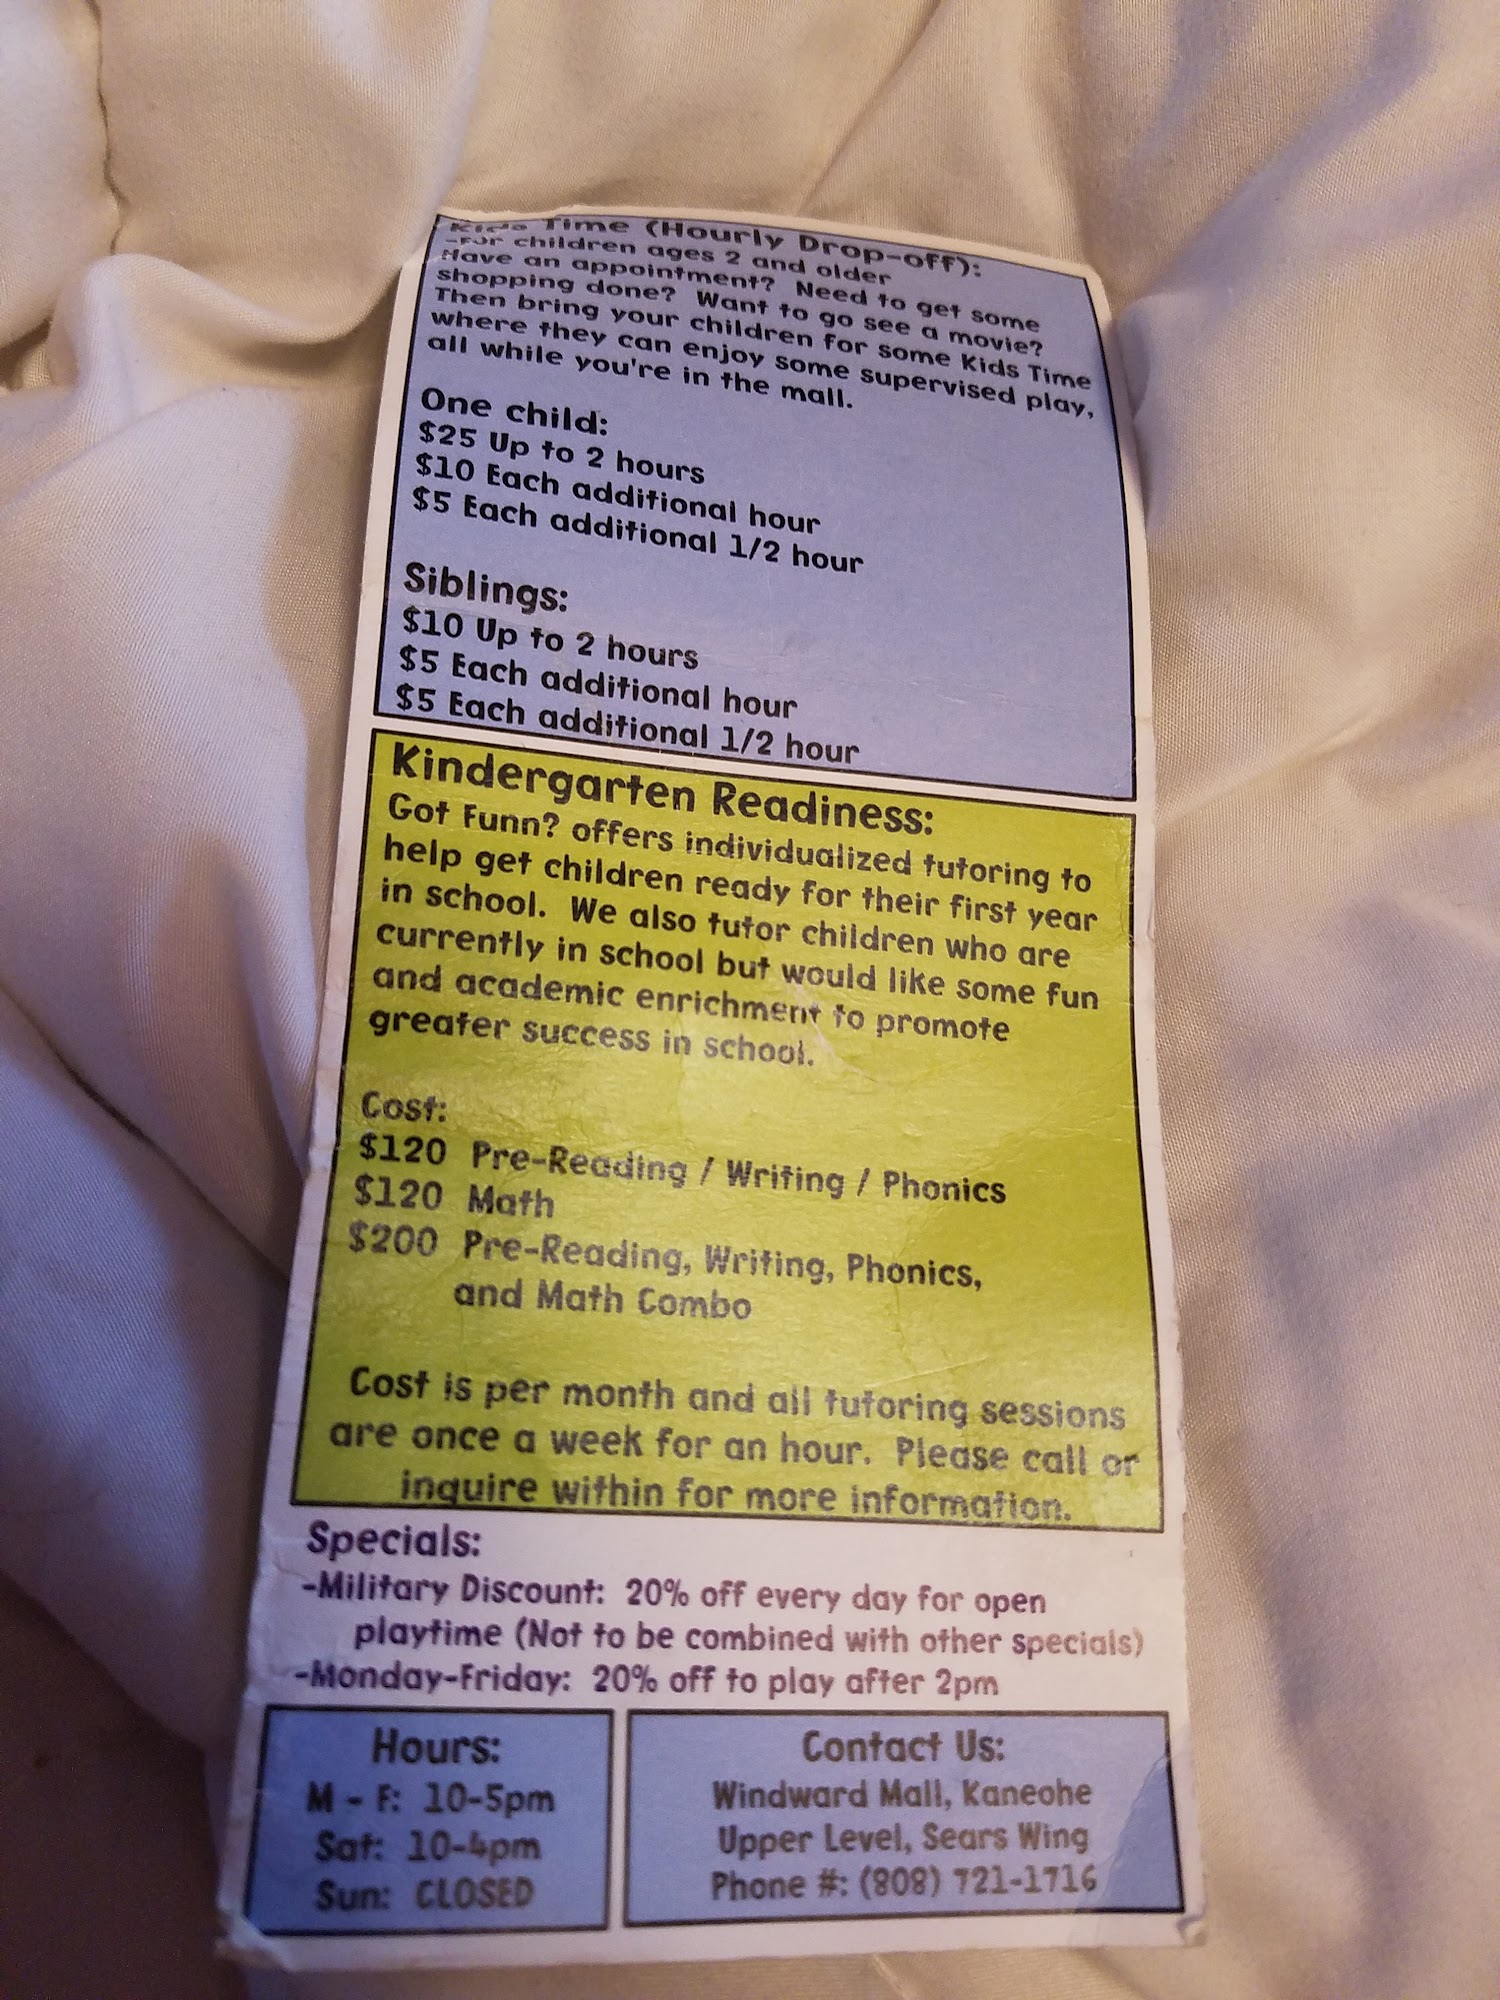 Kids Time (Hourly Drop-off):
-For children ages 2 and older
Have an appointment? Need to get some
shopping done? Want to go see a movie?
Then bring your children for some Kids Time
where they can enjoy some supervised play,
all while you're in the mall.
One child:
$25 Up to 2 hours
$10 Each additional hour
$5 Each additional 1/2 hour
Siblings:
$10 Up to 2 hours
$5 Each additional hour
$5 Each additional 1/2 hour
Kindergarten Readiness:
Got Funn? offers individualized tutoring to
help get children ready for their first year
in school. We also tutor children who are
currently in school but would like some fun
and academic enrichment to promote
greater success in school.
Cost:
$120 Pre-Reading / Writing / Phonics
$120 Math
$200 Pre-Reading, Writing, Phonics,
and Math Combo
Cost is per month and all tutoring sessions
are once a week for an hour. Please call or
inquire within for more information.
Specials:
-Military Discount: 20% off every day for open
playtime (Not to be combined with other specials)
-Monday-Friday: 20% off to play after 2pm
Hours:
M - F: 10-5pm
Sat: 10-4pm
Sun: CLOSED
Contact Us:
Windward Mall, Kaneohe
Upper Level, Sears Wing
Phone #: (808) 721-1716